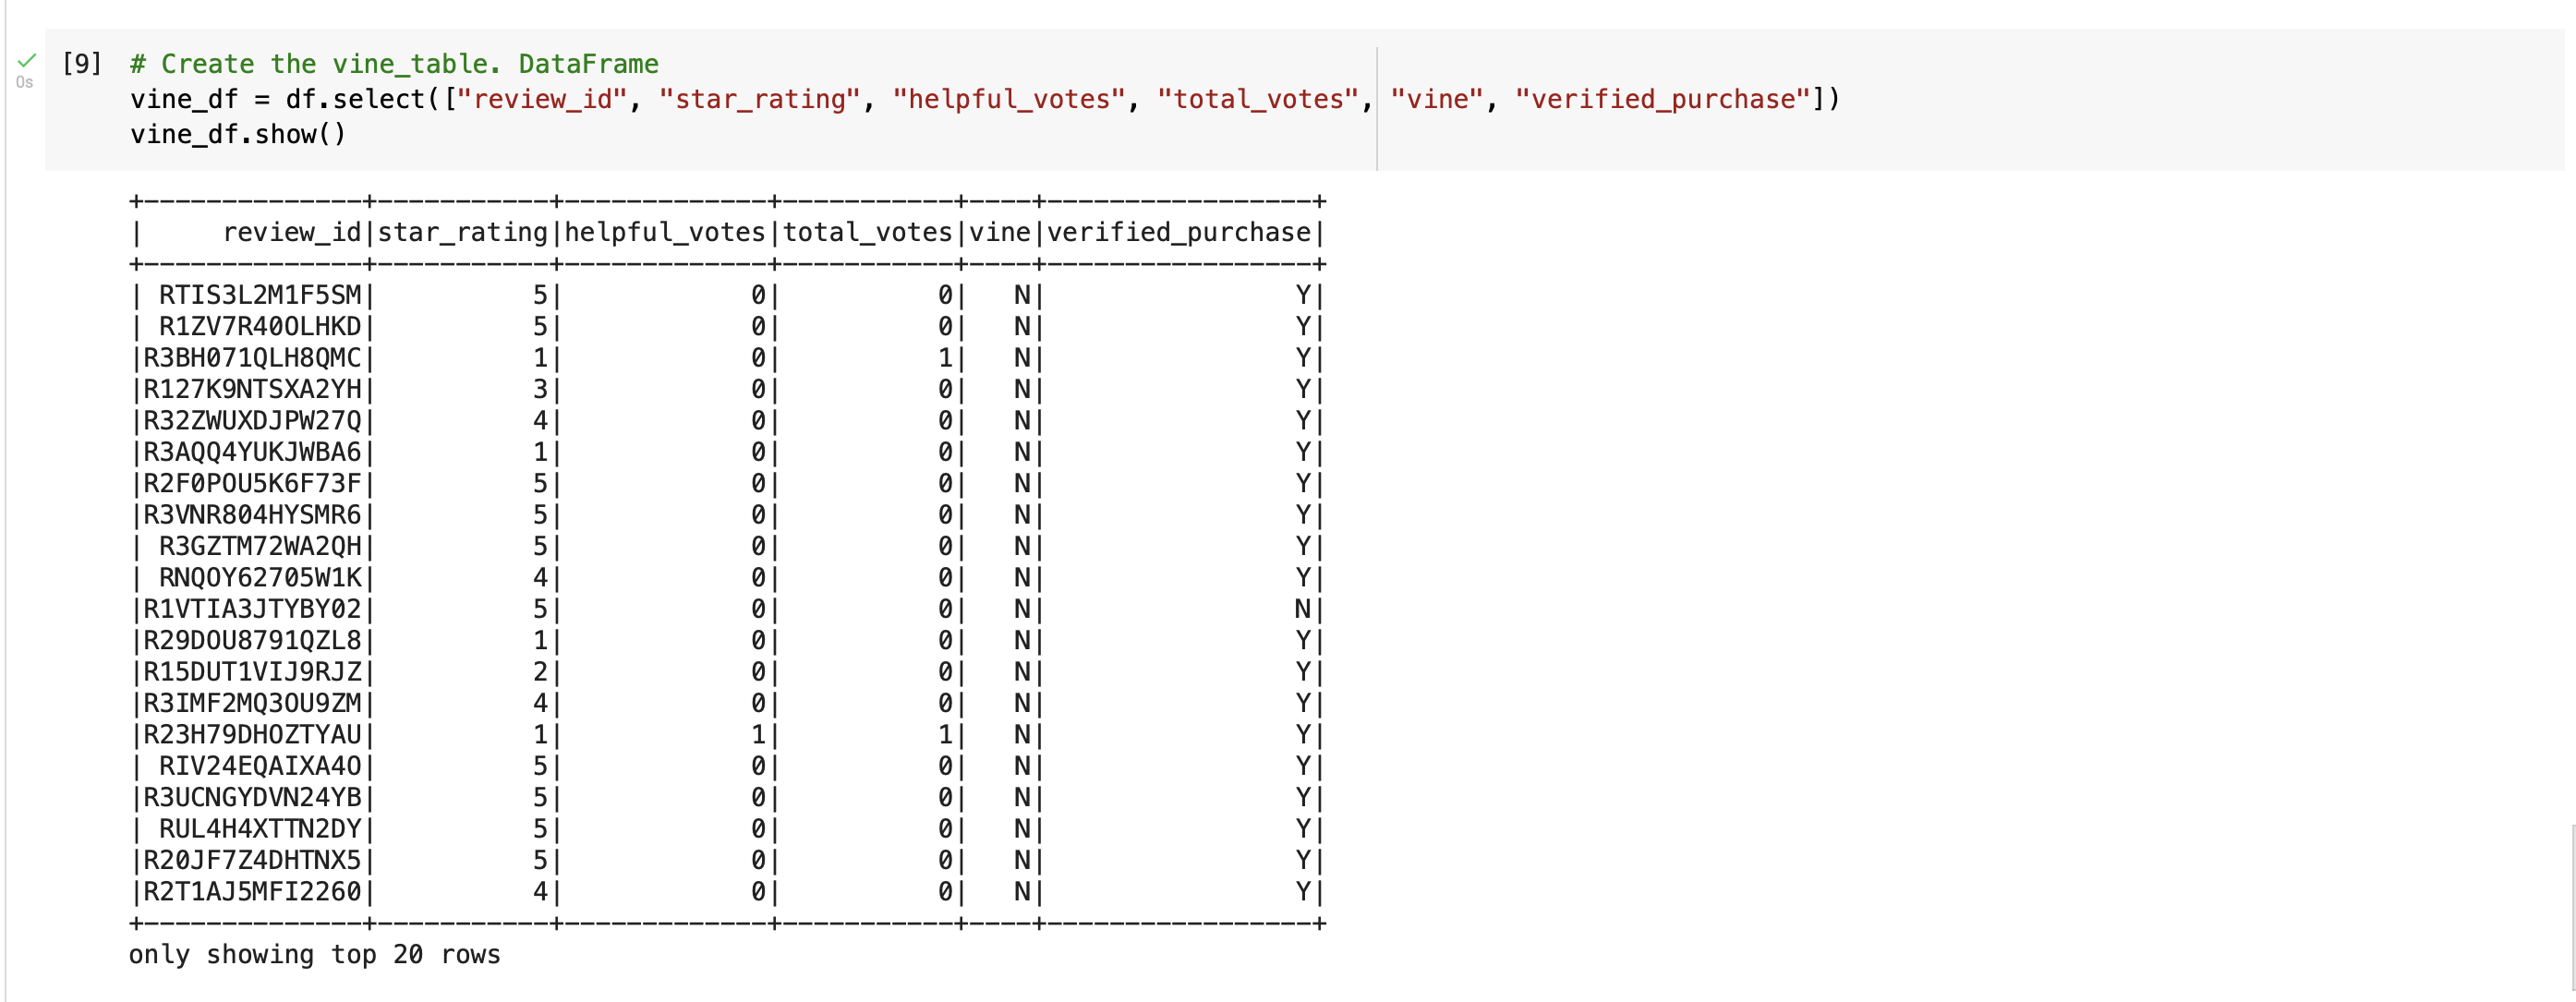 [9] # Create the vine_table. DataFrame
0s vine_df = df.select(["review_id", "star_rating", "helpful_votes", "total_votes", "vine", "verified_purchase"])
vine_df.show()
+--------------+-----------+-------------+-----------+----+-----------------+
|     review_id|star_rating|helpful_votes|total_votes|vine|verified_purchase|
+--------------+-----------+-------------+-----------+----+-----------------+
| RTIS3L2M1F5SM|          5|            0|          0|   N|                Y|
| R1ZV7R40OLHKD|          5|            0|          0|   N|                Y|
|R3BH071QLH8QMC|          1|            0|          1|   N|                Y|
|R127K9NTSXA2YH|          3|            0|          0|   N|                Y|
|R32ZWUXDJPW27Q|          4|            0|          0|   N|                Y|
|R3AQQ4YUKJWBA6|          1|            0|          0|   N|                Y|
|R2F0POU5K6F73F|          5|            0|          0|   N|                Y|
|R3VNR804HYSMR6|          5|            0|          0|   N|                Y|
| R3GZTM72WA2QH|          5|            0|          0|   N|                Y|
| RNQOY62705W1K|          4|            0|          0|   N|                Y|
|R1VTIA3JTYBY02|          5|            0|          0|   N|                N|
|R29DOU8791QZL8|          1|            0|          0|   N|                Y|
|R15DUT1VIJ9RJZ|          2|            0|          0|   N|                Y|
|R3IMF2MQ3OU9ZM|          4|            0|          0|   N|                Y|
|R23H79DHOZTYAU|          1|            1|          1|   N|                Y|
| RIV24EQAIXA4O|          5|            0|          0|   N|                Y|
|R3UCNGYDVN24YB|          5|            0|          0|   N|                Y|
| RUL4H4XTTN2DY|          5|            0|          0|   N|                Y|
|R20JF7Z4DHTNX5|          5|            0|          0|   N|                Y|
|R2T1AJ5MFI2260|          4|            0|          0|   N|                Y|
+--------------+-----------+-------------+-----------+----+-----------------+
only showing top 20 rows